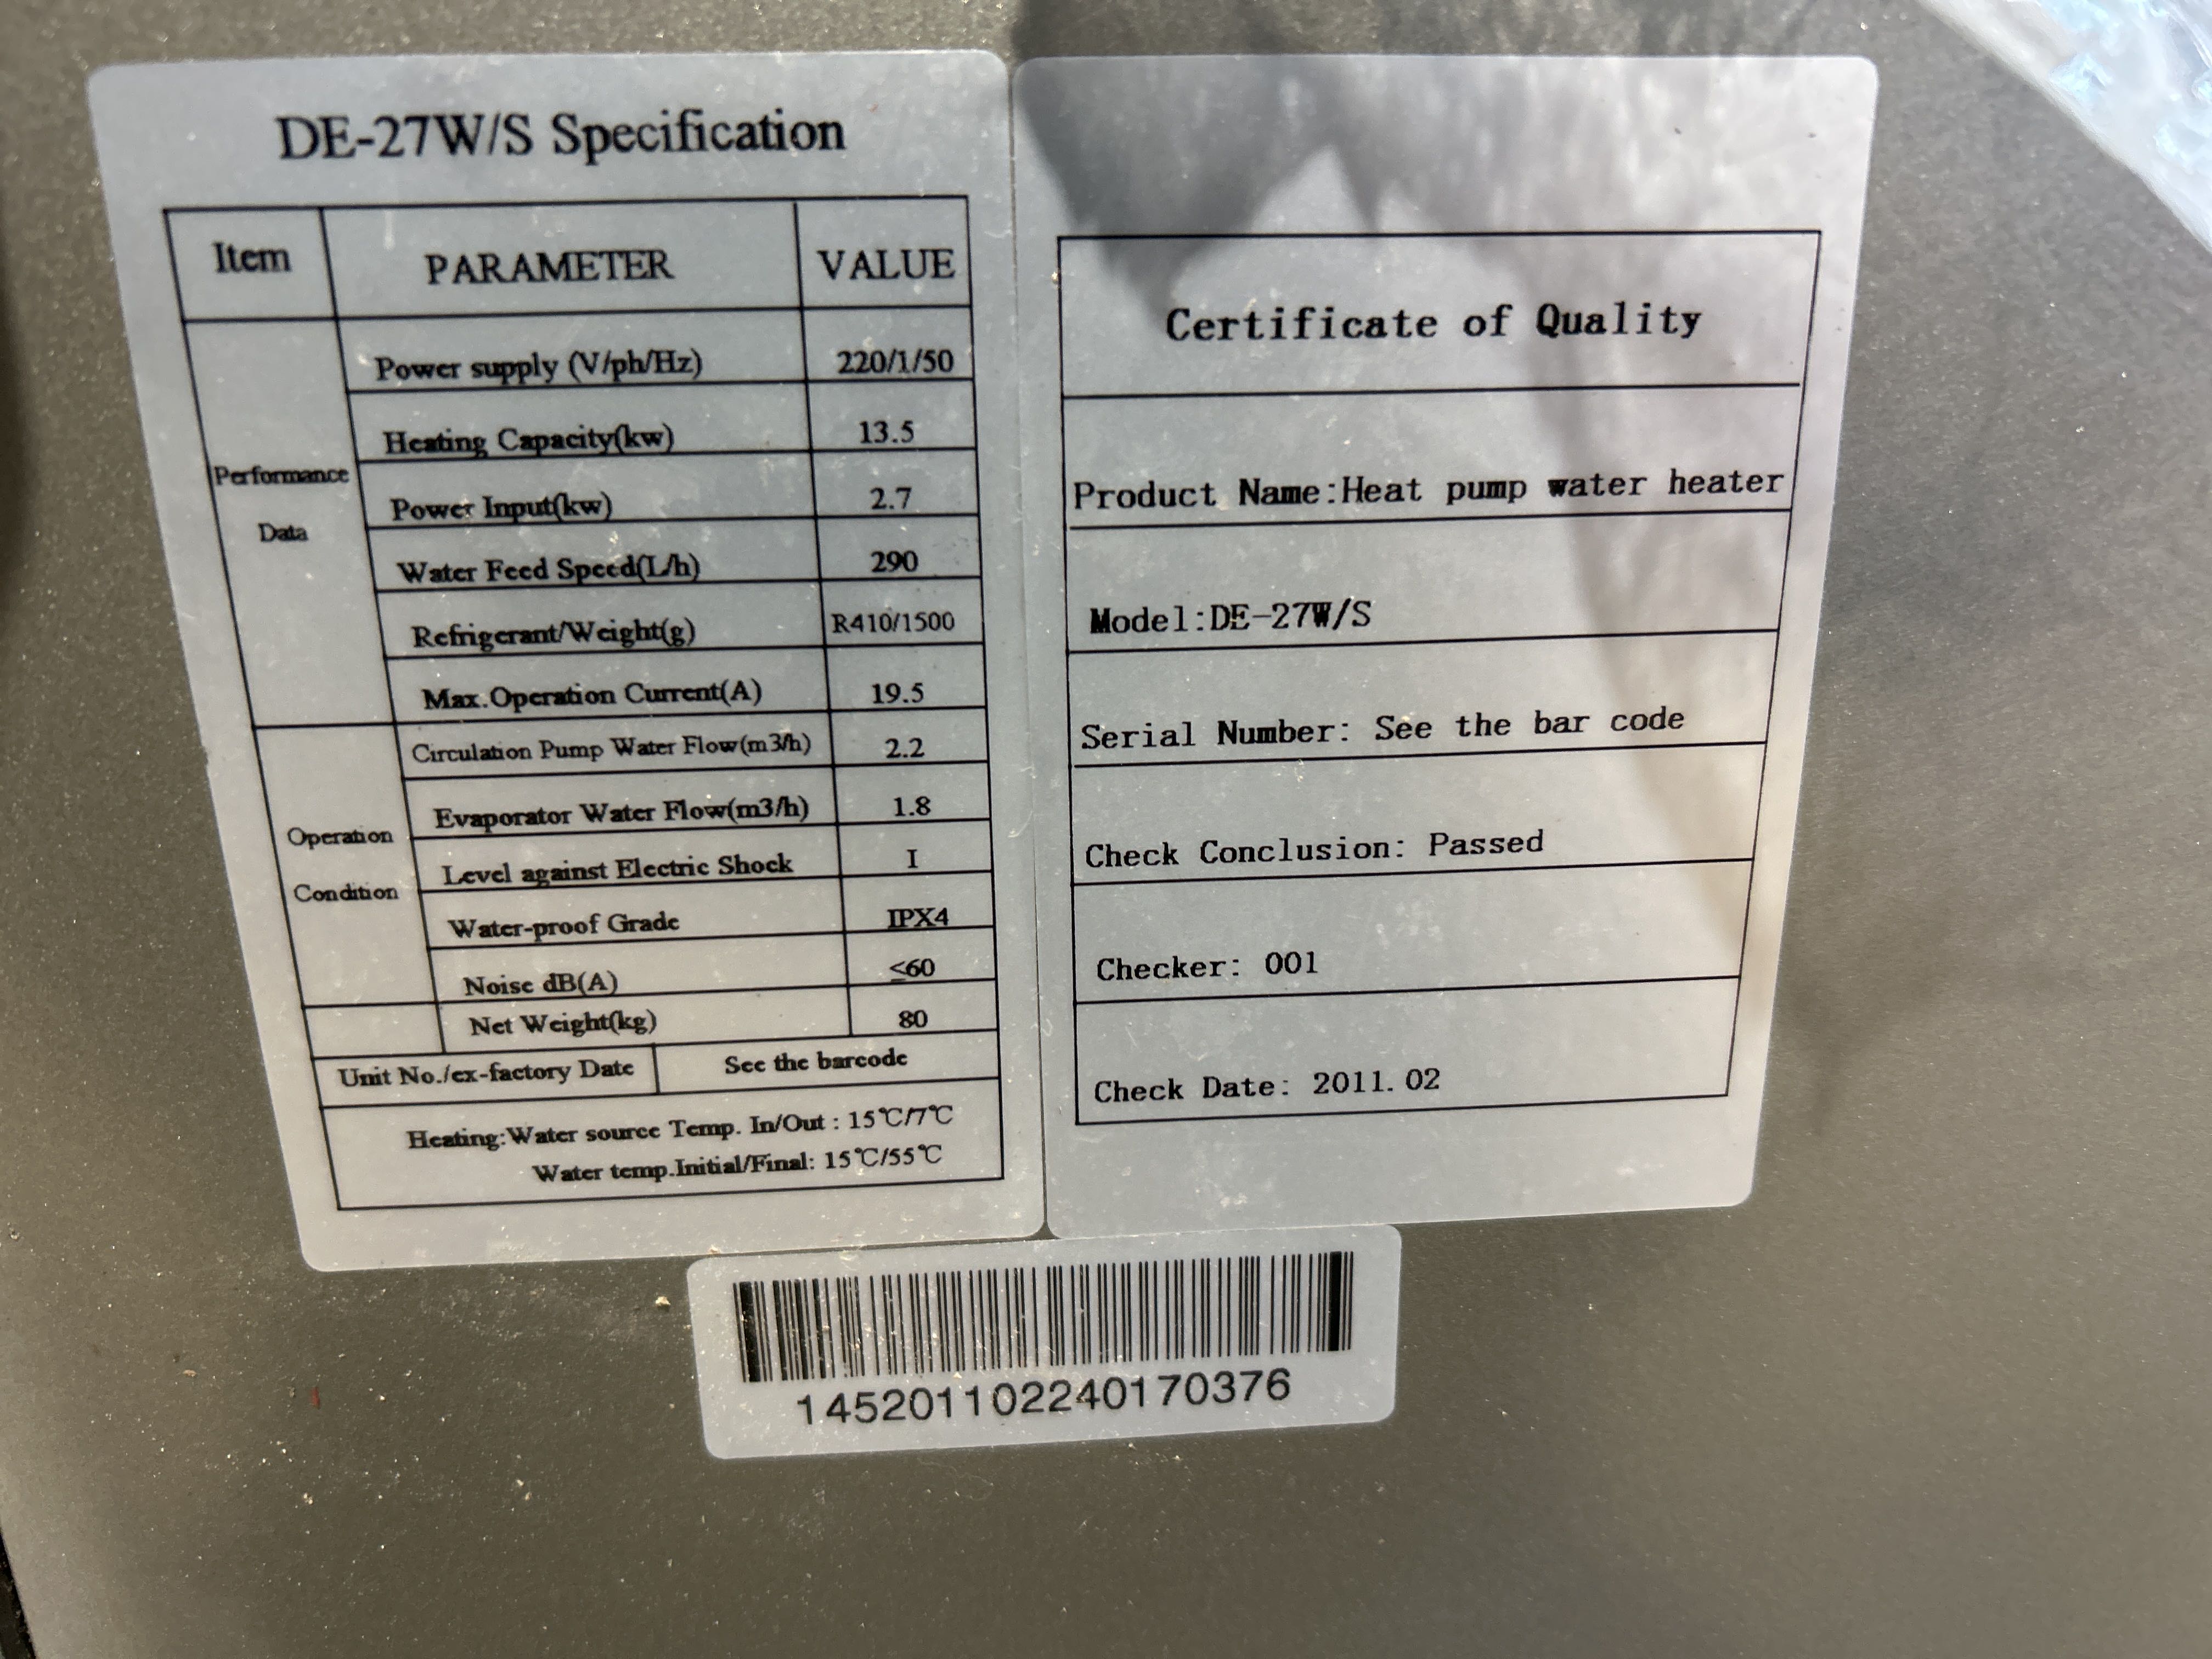 DE-27W/S Specification
Item PARAMETER VALUE
Performance Data
Power supply (V/ph/Hz) 220/1/50
Heating Capacity(kw) 13.5
Power Input(kw) 2.7
Water Feed Speed(L/h) 290
Refrigerant/Weight(g) R410/1500
Max.Operation Current(A) 19.5
Operation Condition
Circulation Pump Water Flow(m3/h) 2.2
Evaporator Water Flow(m3/h) 1.8
Level against Electric Shock I
Water-proof Grade IPX4
Noise dB(A) ≤60
Net Weight(kg) 80
Unit No./ex-factory Date See the barcode
Heating:Water source Temp. In/Out : 15℃/7℃
Water temp.Initial/Final: 15℃/55℃
Certificate of Quality
Product Name:Heat pump water heater
Model:DE-27W/S
Serial Number: See the bar code
Check Conclusion: Passed
Checker: 001
Check Date: 2011.02
145201102240170376